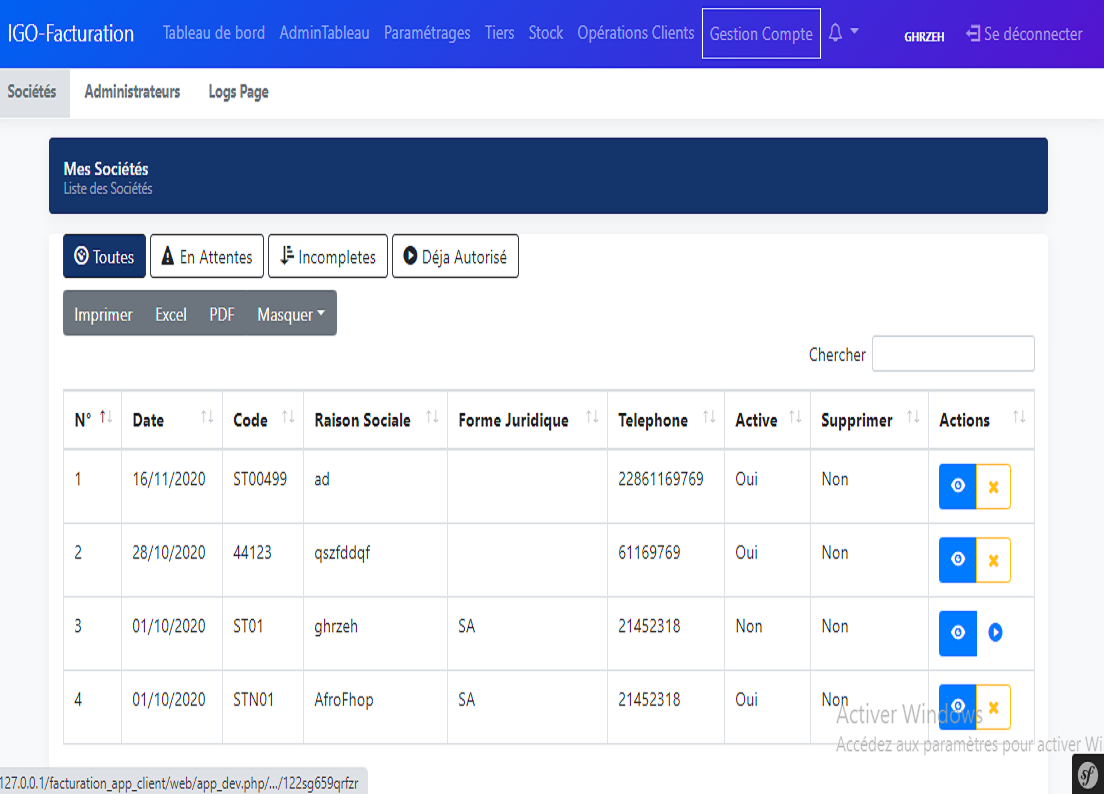 IGO-Facturation Tableau de bord AdminTableau Paramétrages Tiers Stock Opérations Clients Gestion Compte GHRZEH Se déconnecter
Sociétés Administrateurs Logs Page
Mes Sociétés
Liste des Sociétés
Toutes En Attentes Incompletes Déja Autorisé
Imprimer Excel PDF Masquer
Chercher
N° Date Code Raison Sociale Forme Juridique Telephone Active Supprimer Actions
1 16/11/2020 ST00499 ad 22861169769 Oui Non
2 28/10/2020 44123 qszfddqf 61169769 Oui Non
3 01/10/2020 ST01 ghrzeh SA 21452318 Non Non
4 01/10/2020 STN01 AfroFhop SA 21452318 Oui Non
Activer Windows
Accédez aux paramètres pour activer Wi
127.0.0.1/facturation_app_client/web/app_dev.php/.../122sg659qrfzr
sf